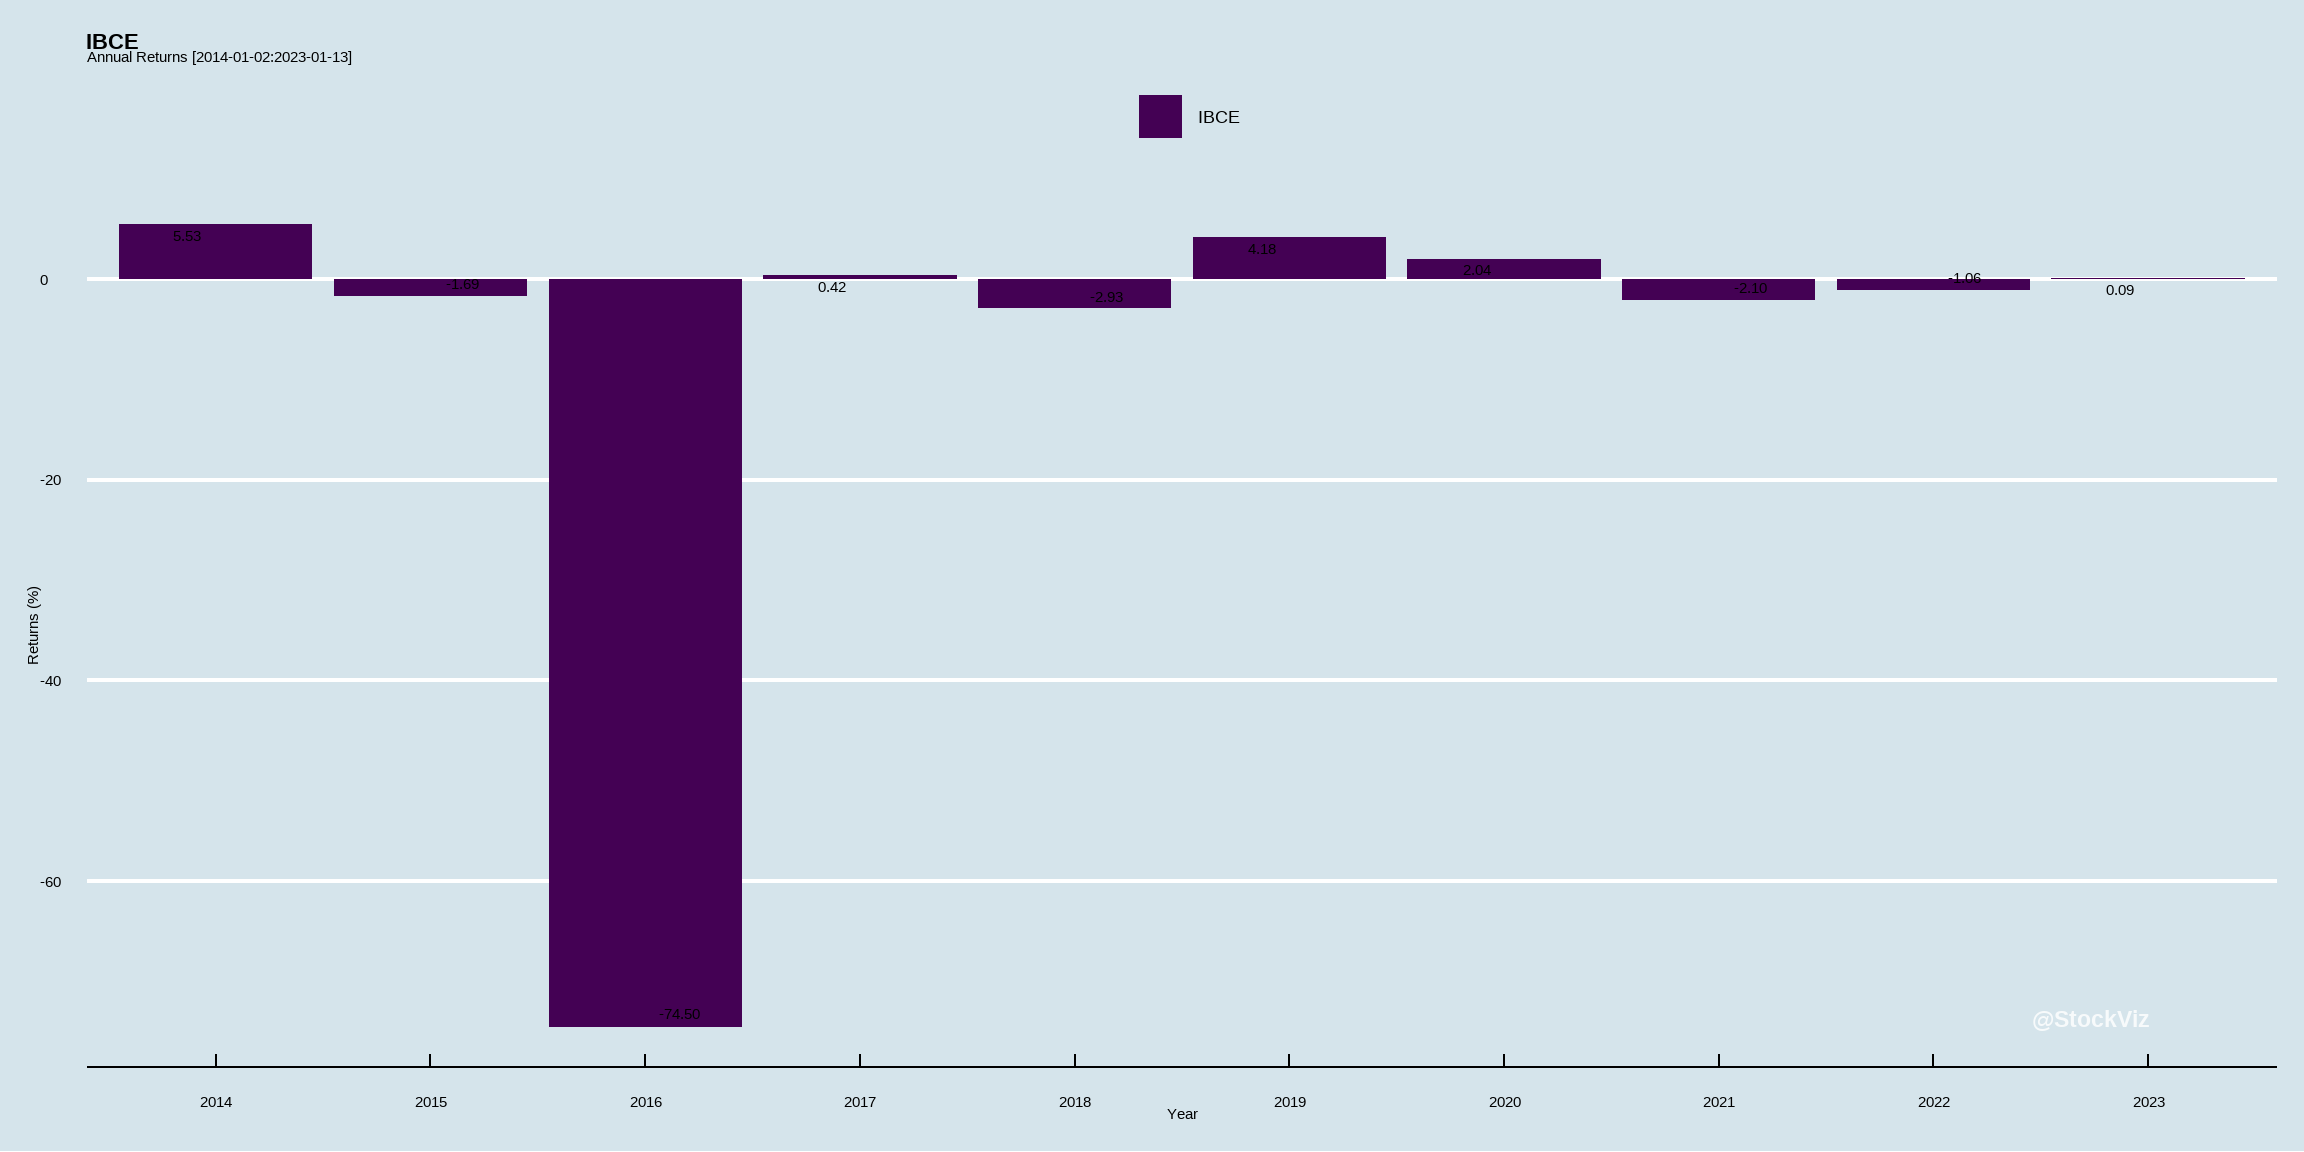 IBCE
Annual Returns [2014-01-02:2023-01-13]
IBCE
5.53
-1.69
-74.50
0.42
-2.93
4.18
2.04
-2.10
-1.06
0.09
0
-20
-40
-60
Returns (%)
@StockViz
2014 2015 2016 2017 2018 2019 2020 2021 2022 2023
Year